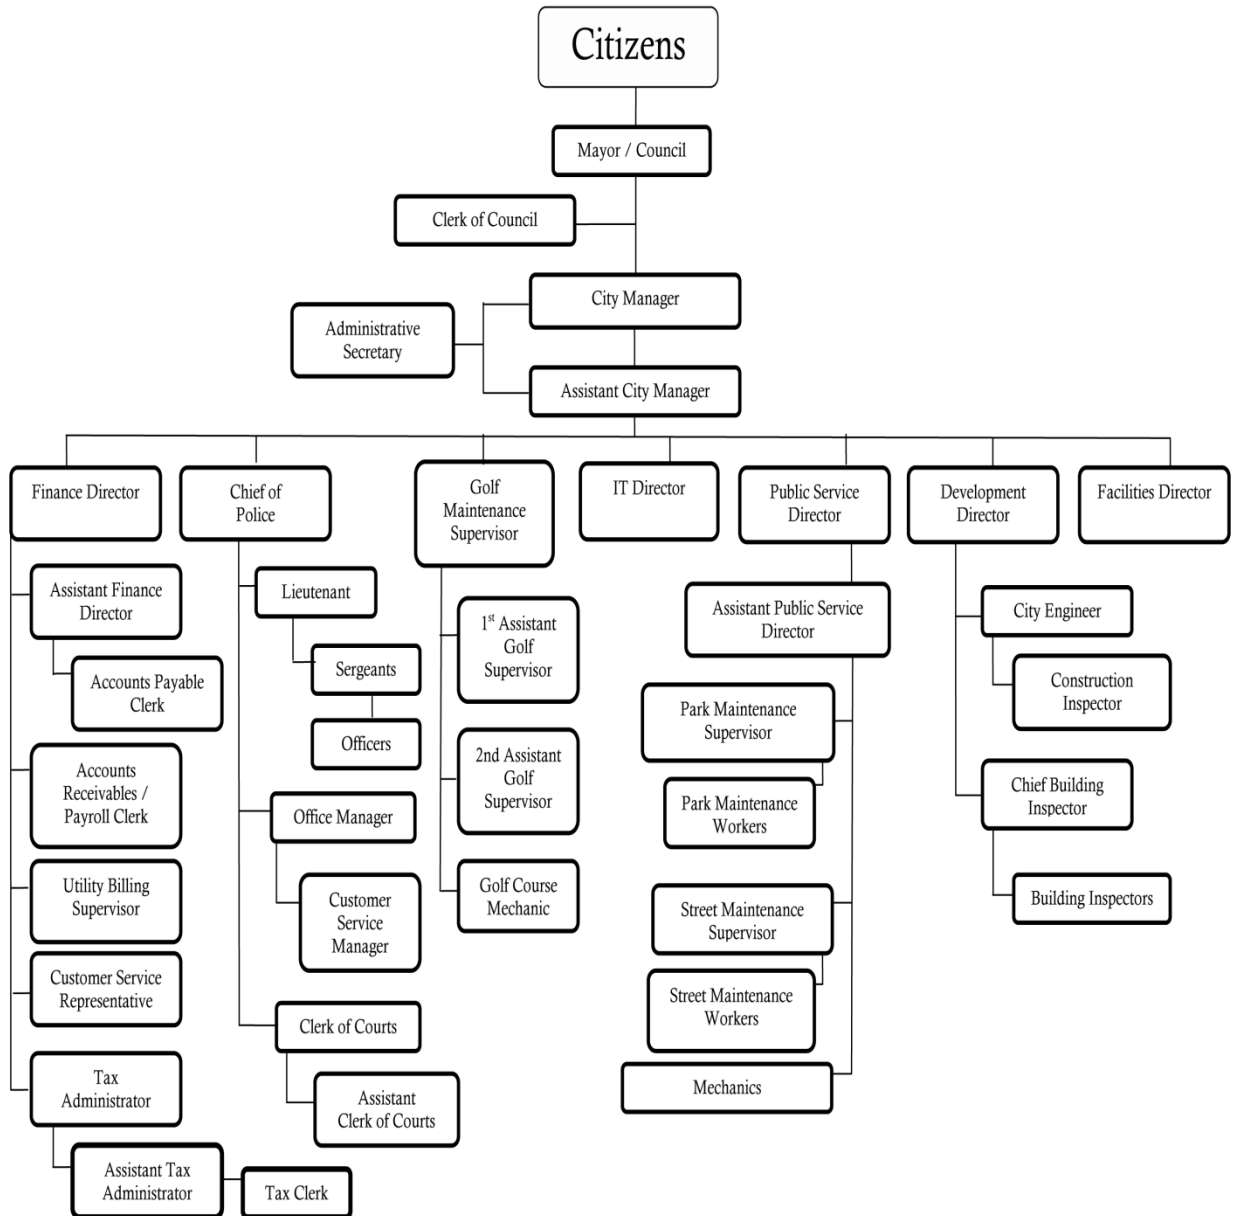 Citizens
Mayor / Council
Clerk of Council
City Manager
Administrative
Secretary
Assistant City Manager
Finance Director
Chief of
Police
Golf
Maintenance
Supervisor
IT Director
Public Service
Director
Development
Director
Facilities Director
Assistant Finance
Director
Accounts Payable
Clerk
Accounts
Receivables /
Payroll Clerk
Utility Billing
Supervisor
Customer Service
Representative
Tax
Administrator
Assistant Tax
Administrator
Tax Clerk
Lieutenant
Sergeants
Officers
Office Manager
Customer
Service
Manager
Clerk of Courts
Assistant
Clerk of Courts
1st Assistant
Golf
Supervisor
2nd Assistant
Golf
Supervisor
Golf Course
Mechanic
Assistant Public Service
Director
Park Maintenance
Supervisor
Park Maintenance
Workers
Street Maintenance
Supervisor
Street Maintenance
Workers
Mechanics
City Engineer
Construction
Inspector
Chief Building
Inspector
Building Inspectors